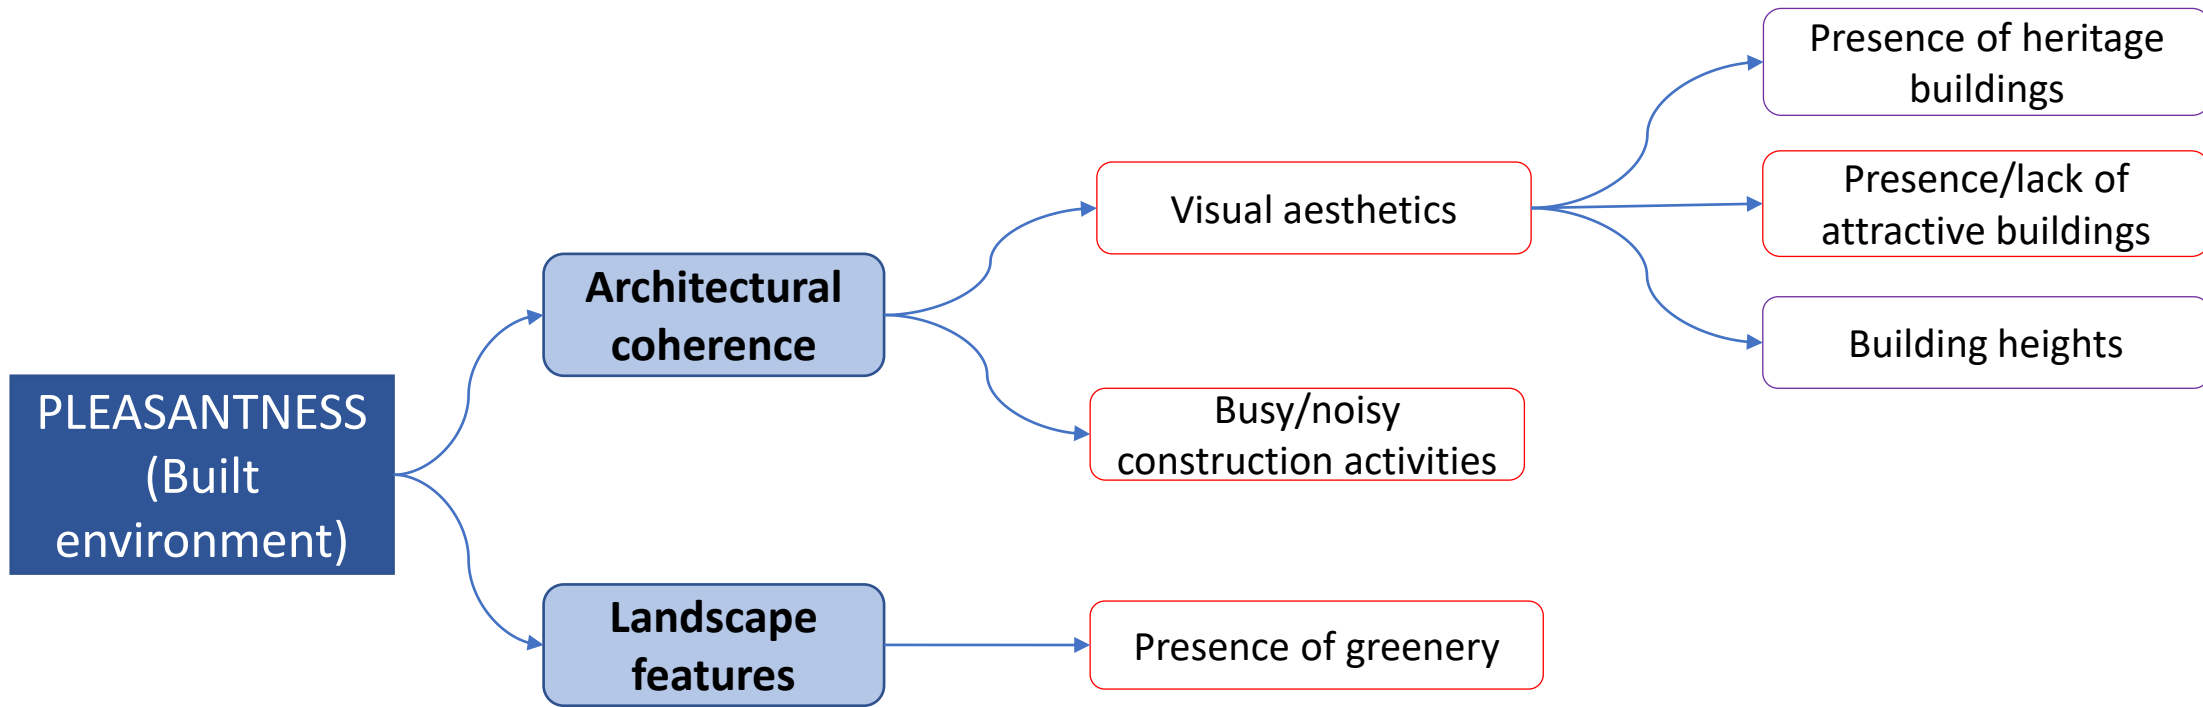 Presence of heritage
buildings
Presence/lack of
attractive buildings
Visual aesthetics
Building heights
Architectural
coherence
Busy/noisy
construction activities
PLEASANTNESS
(Built
environment)
Landscape
features
Presence of greenery